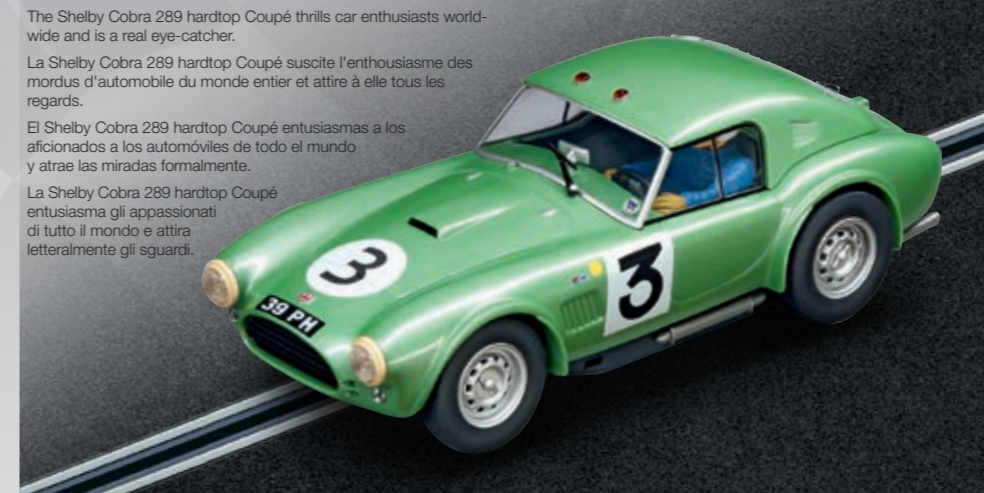 The Shelby Cobra 289 hardtop Coupé thrills car enthusiasts world-
wide and is a real eye-catcher.
La Shelby Cobra 289 hardtop Coupé suscite l'enthousiasme des
mordus d'automobile du monde entier et attire à elle tous les
regards.
El Shelby Cobra 289 hardtop Coupé entusiasmas a los
aficionados a los automóviles de todo el mundo
y atrae las miradas formalmente.
La Shelby Cobra 289 hardtop Coupé
entusiasma gli appassionati
di tutto il mondo e attira
letteralmente gli sguardi.
3
3
39 PH